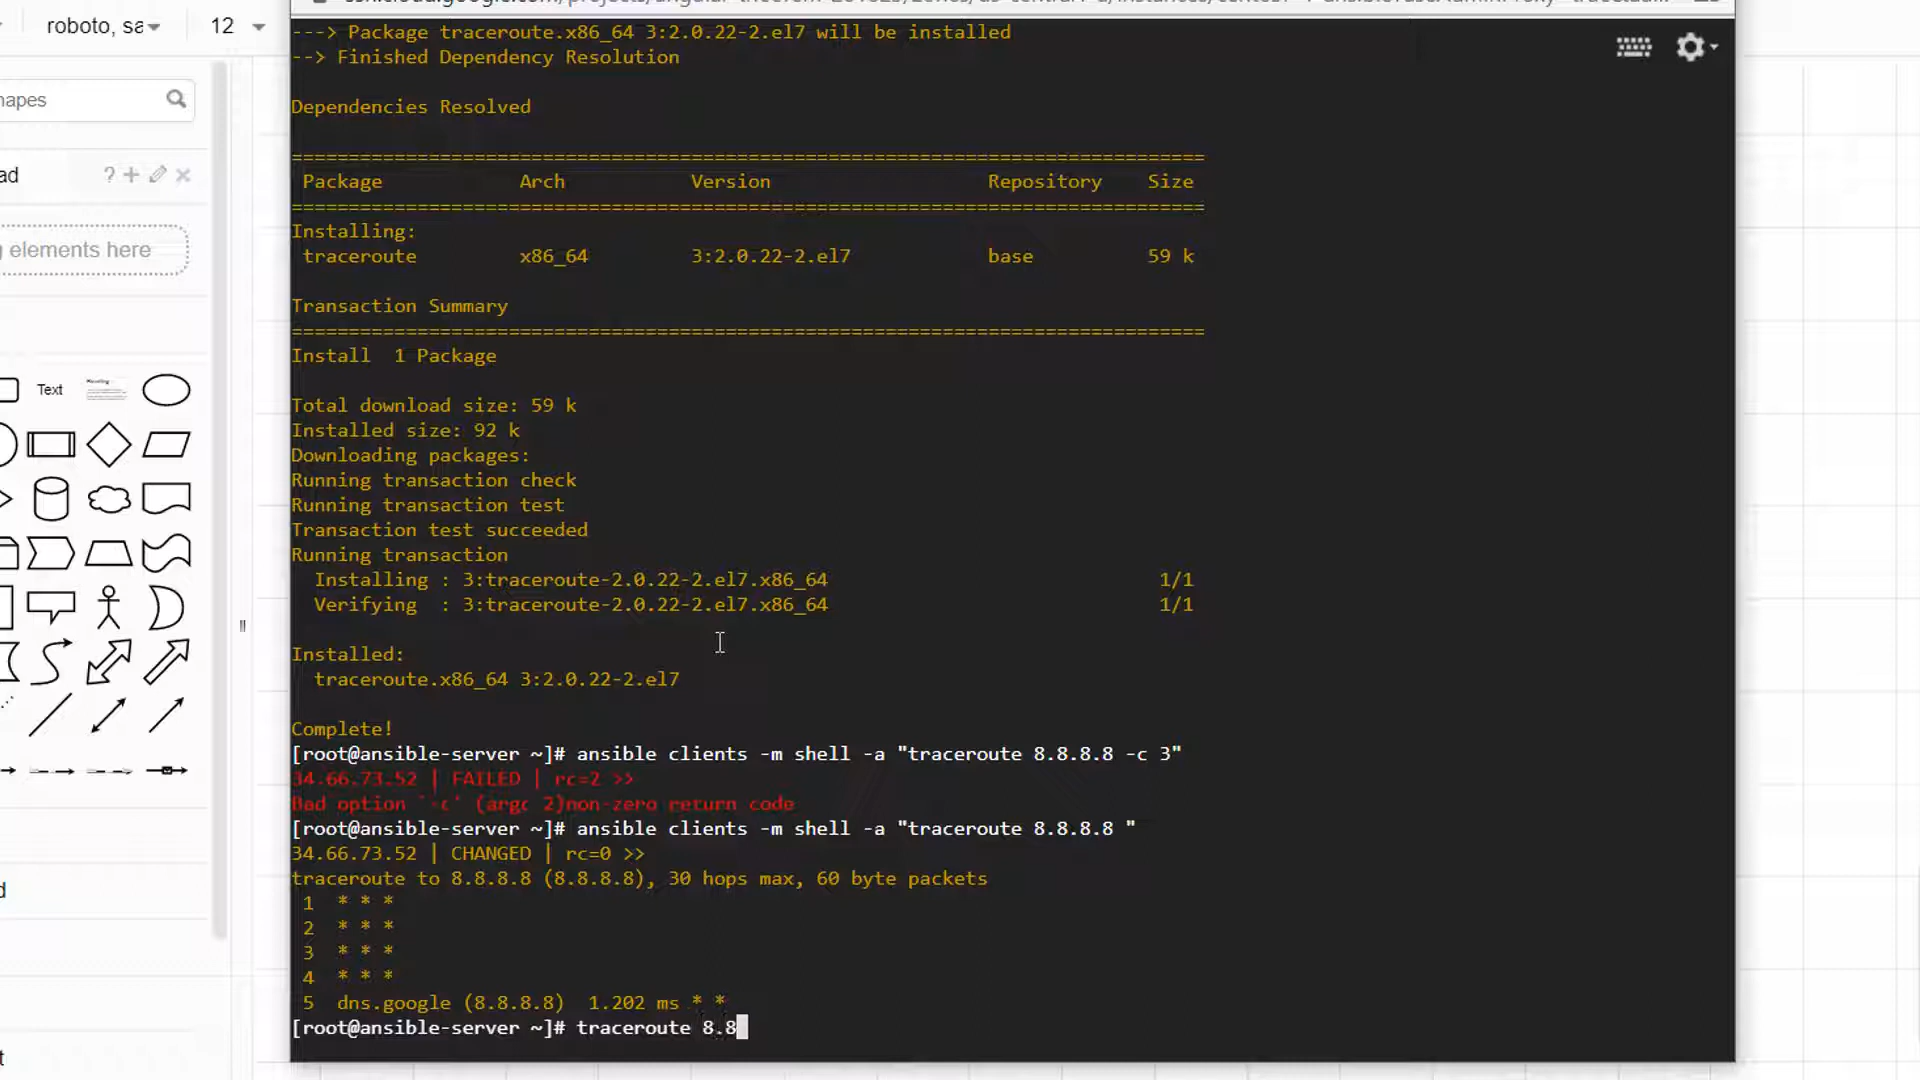 roboto, sa
12
hapes
ad
? +
g elements here
Text
d
t
---> Package traceroute.x86_64 3:2.0.22-2.el7 will be installed
--> Finished Dependency Resolution
Dependencies Resolved
================================================================================
Package Arch Version Repository Size
================================================================================
Installing:
traceroute x86_64 3:2.0.22-2.el7 base 59 k
Transaction Summary
================================================================================
Install 1 Package
Total download size: 59 k
Installed size: 92 k
Downloading packages:
Running transaction check
Running transaction test
Transaction test succeeded
Running transaction
Installing : 3:traceroute-2.0.22-2.el7.x86_64 1/1
Verifying : 3:traceroute-2.0.22-2.el7.x86_64 1/1
Installed:
traceroute.x86_64 3:2.0.22-2.el7
Complete!
[root@ansible-server ~]# ansible clients -m shell -a "traceroute 8.8.8.8 -c 3"
34.66.73.52 | FAILED | rc=2 >>
Bad option `-c' (argc 2)non-zero return code
[root@ansible-server ~]# ansible clients -m shell -a "traceroute 8.8.8.8 "
34.66.73.52 | CHANGED | rc=0 >>
traceroute to 8.8.8.8 (8.8.8.8), 30 hops max, 60 byte packets
1 * * *
2 * * *
3 * * *
4 * * *
5 dns.google (8.8.8.8) 1.202 ms * *
[root@ansible-server ~]# traceroute 8.8